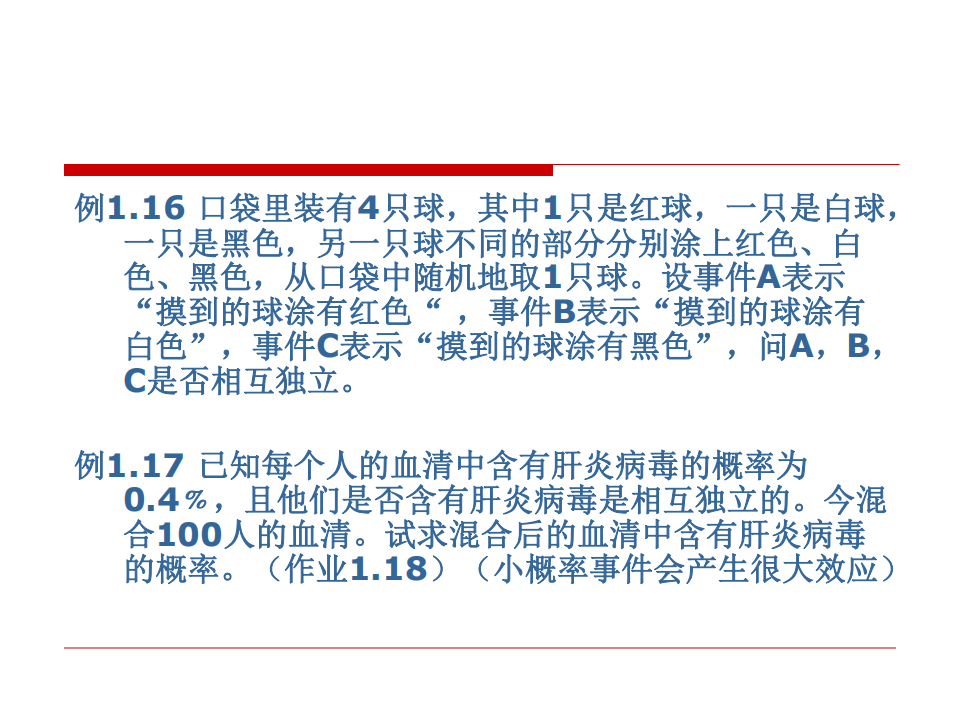 例1.16 口袋里装有4只球，其中1只是红球，一只是白球，
一只是黑色，另一只球不同的部分分别涂上红色、白
色、黑色，从口袋中随机地取1只球。设事件A表示
“摸到的球涂有红色“ ，事件B表示“摸到的球涂有
白色”，事件C表示“摸到的球涂有黑色”，问A，B，
C是否相互独立。
例1.17 已知每个人的血清中含有肝炎病毒的概率为
0.4﹪，且他们是否含有肝炎病毒是相互独立的。今混
合100人的血清。试求混合后的血清中含有肝炎病毒
的概率。（作业1.18）（小概率事件会产生很大效应）